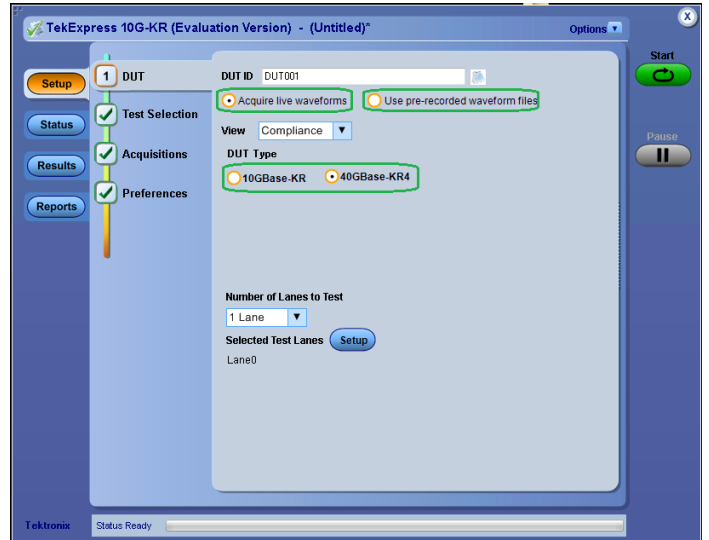 TekExpress 10G-KR (Evaluation Version) - (Untitled)*
Options
x
Start
Pause
Setup
Status
Results
Reports
1 DUT
Test Selection
Acquisitions
Preferences
DUT ID DUT001
Acquire live waveforms Use pre-recorded waveform files
View Compliance
DUT Type
10GBase-KR 40GBase-KR4
Number of Lanes to Test
1 Lane
Selected Test Lanes Setup
Lane0
Tektronix Status Ready